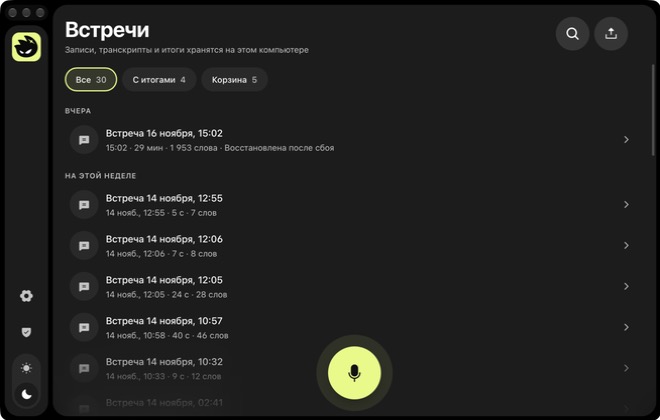 Встречи
Записи, транскрипты и итоги хранятся на этом компьютере
Все 30
С итогами 4
Корзина 5
ВЧЕРА
Встреча 16 ноября, 15:02
15:02 · 29 мин · 1 953 слова · Восстановлена после сбоя
НА ЭТОЙ НЕДЕЛЕ
Встреча 14 ноября, 12:55
14 нояб., 12:55 · 5 с · 7 слов
Встреча 14 ноября, 12:06
14 нояб., 12:06 · 7 с · 8 слов
Встреча 14 ноября, 12:05
14 нояб., 12:05 · 24 с · 28 слов
Встреча 14 ноября, 10:57
14 нояб., 10:58 · 40 с · 46 слов
Встреча 14 ноября, 10:32
14 нояб., 10:33 · 9 с · 12 слов
Встреча 14 ноября, 02:41